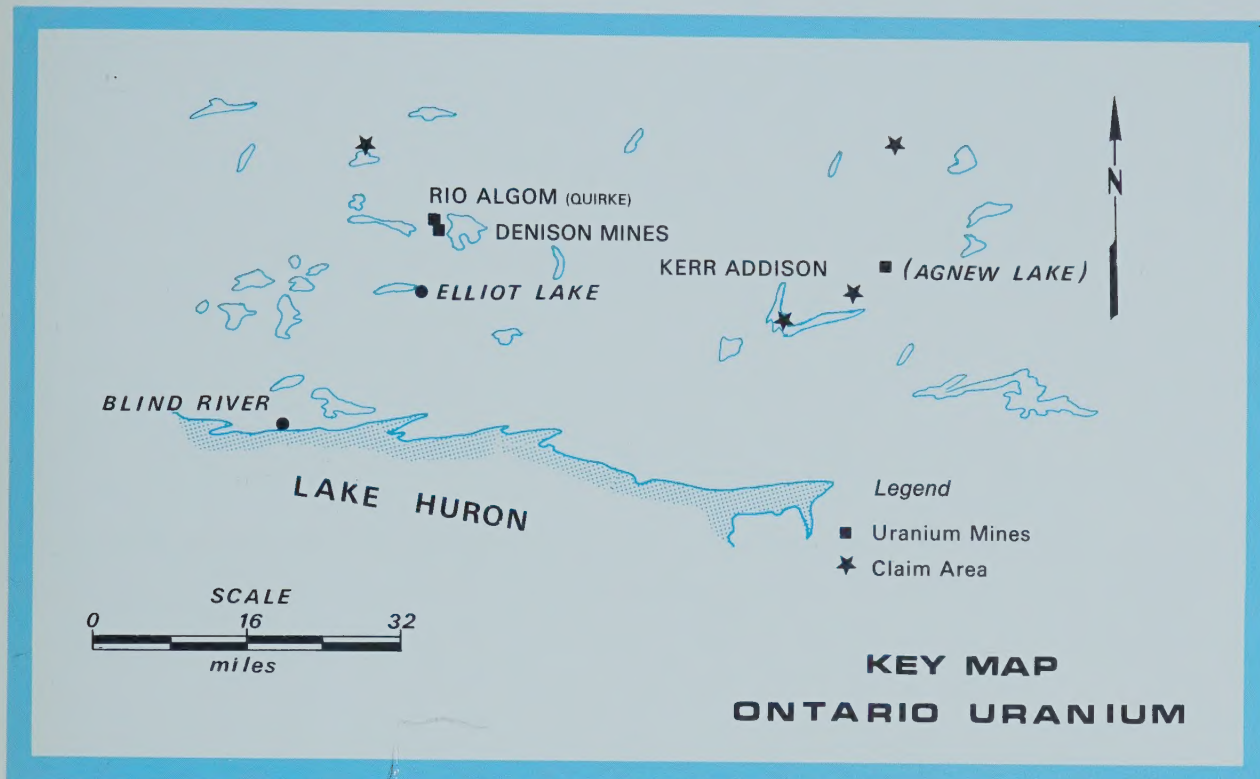 RIO ALGOM (QUIRKE)
DENISON MINES
KERR ADDISON
(AGNEW LAKE)
N
ELLIOT LAKE
BLIND RIVER
LAKE HURON
Legend
Uranium Mines
Claim Area
SCALE
0 16 32
miles
KEY MAP
ONTARIO URANIUM